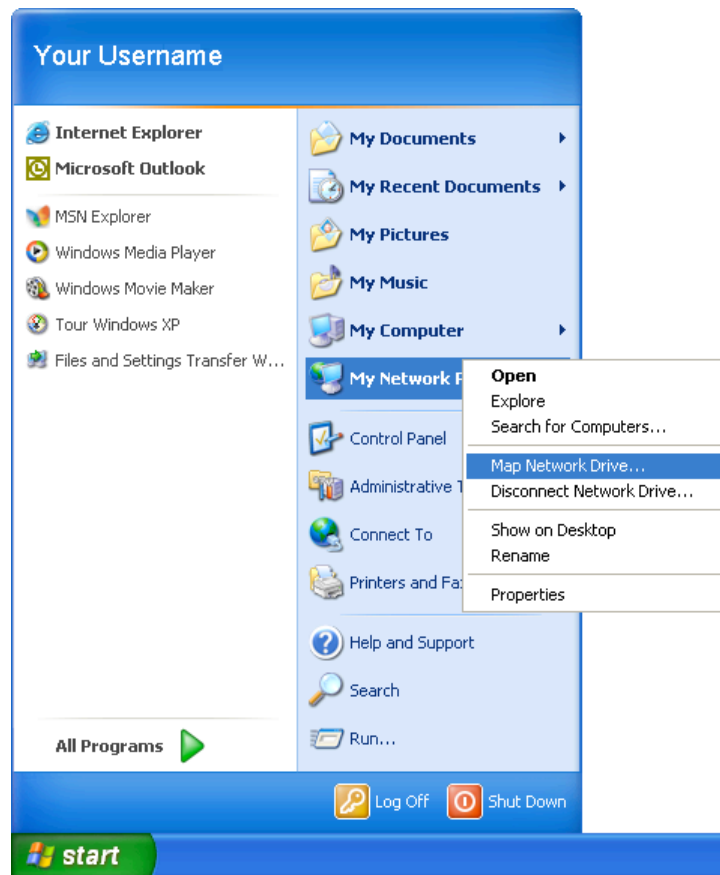 Your Username
Internet Explorer
Microsoft Outlook
MSN Explorer
Windows Media Player
Windows Movie Maker
Tour Windows XP
Files and Settings Transfer W...
All Programs
My Documents
My Recent Documents
My Pictures
My Music
My Computer
My Network
Control Panel
Administrative
Connect To
Printers and
Help and Support
Search
Run...
Open
Explore
Search for Computers...
Map Network Drive...
Disconnect Network Drive...
Show on Desktop
Rename
Properties
Log Off
Shut Down
start